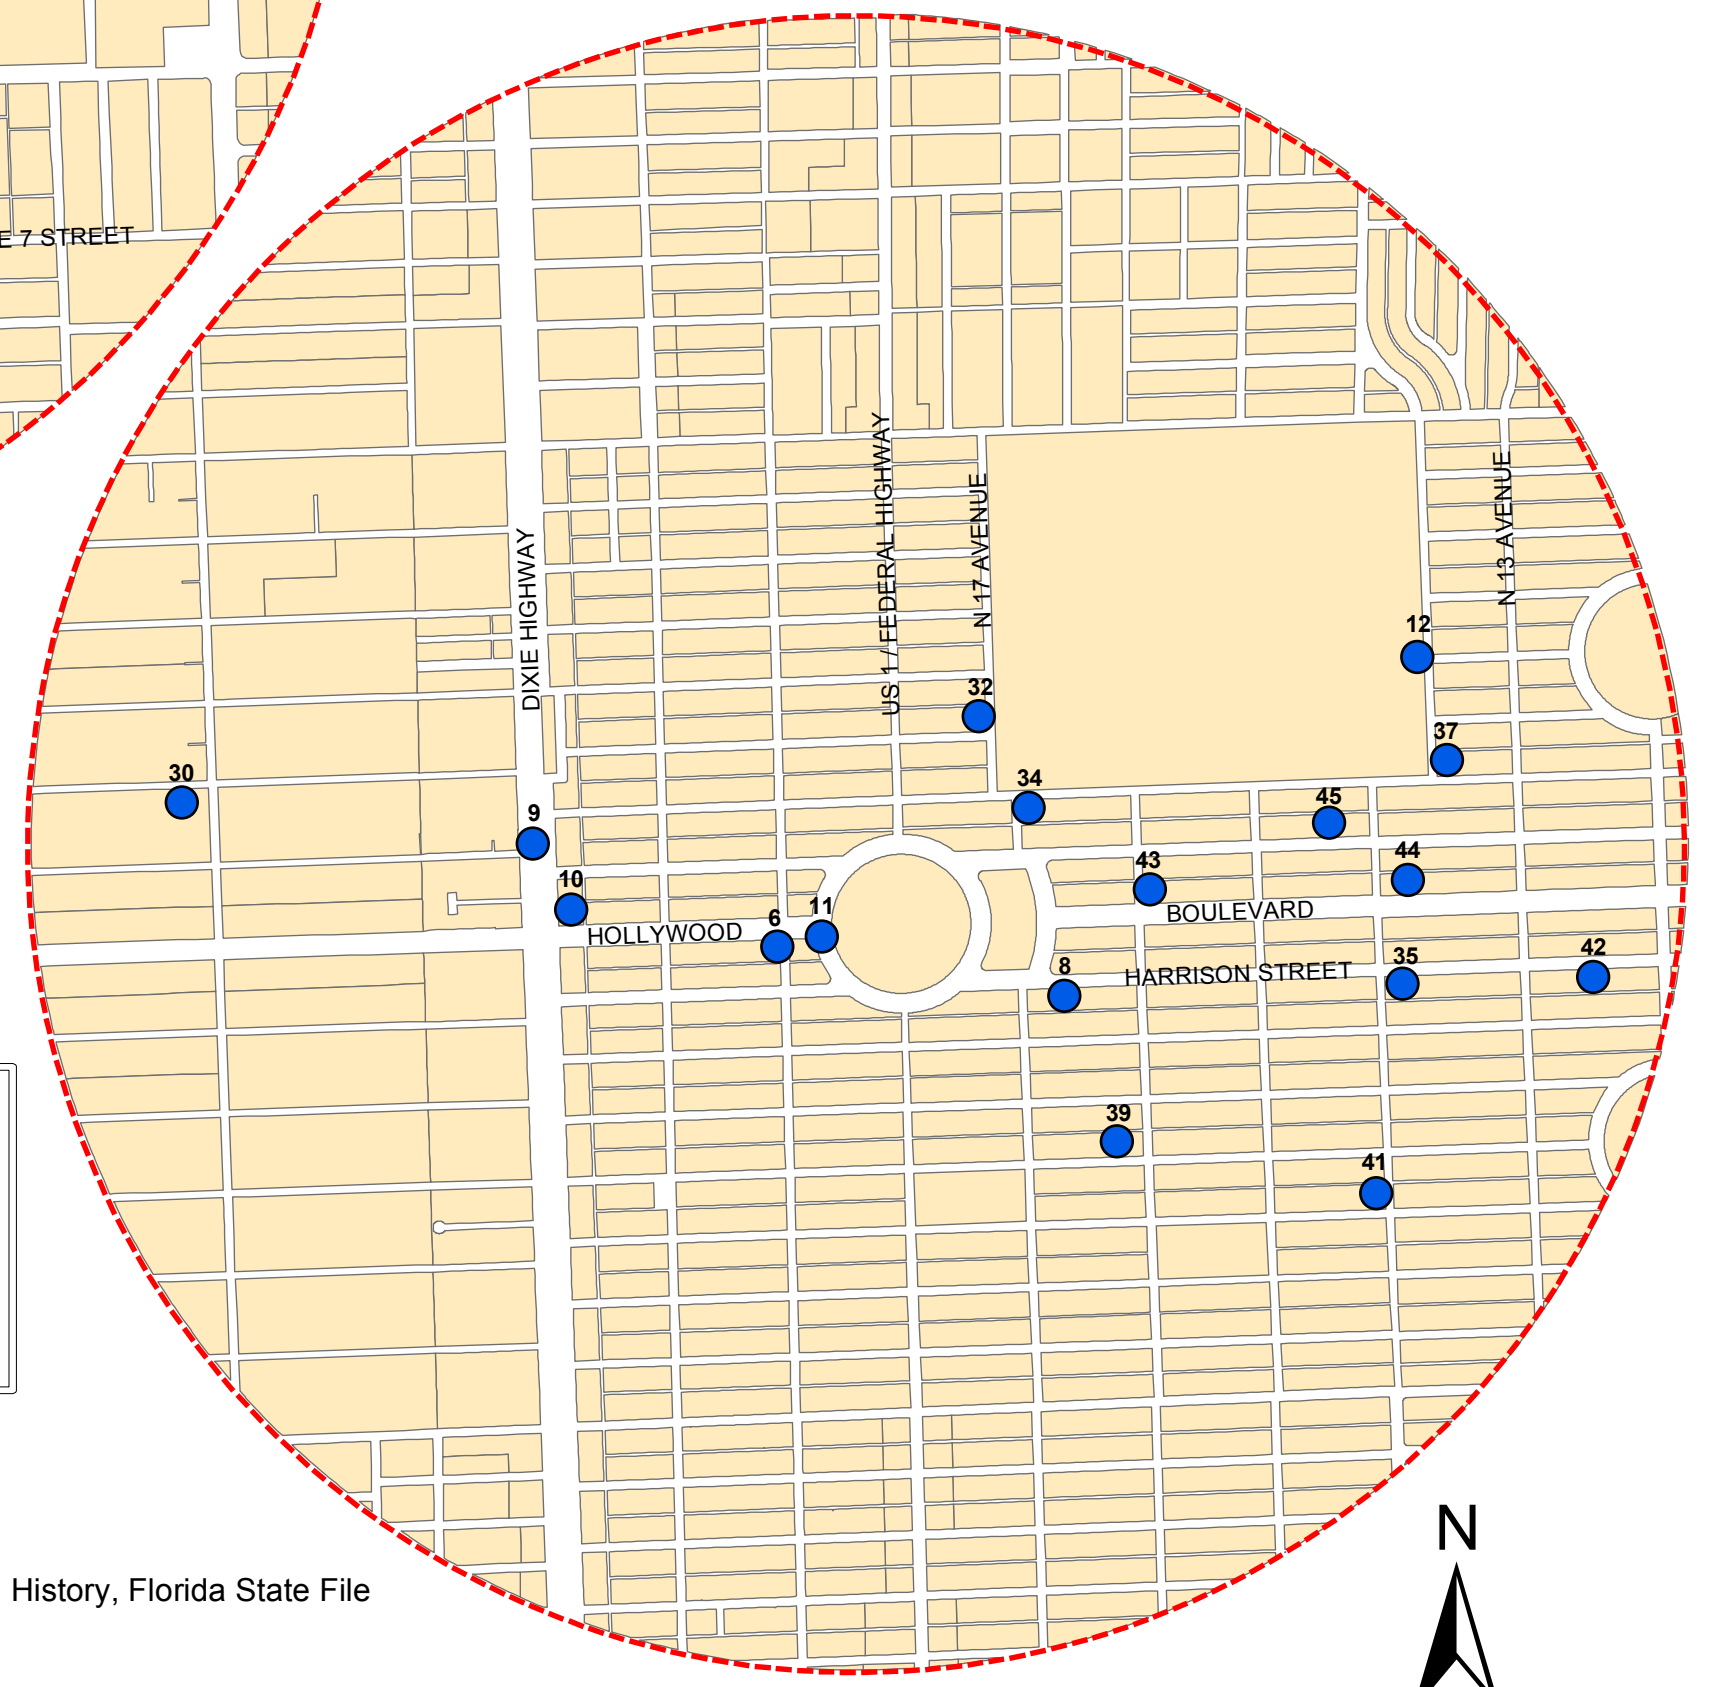 E 7 STREET
US 1 / FEDERAL HIGHWAY
N 17 AVENUE
N 13 AVENUE
DIXIE HIGHWAY
12
32
37
30
34
45
9
43
44
10
BOULEVARD
11
6
HOLLYWOOD
8
HARRISON STREET
35
42
39
41
N
History, Florida State File